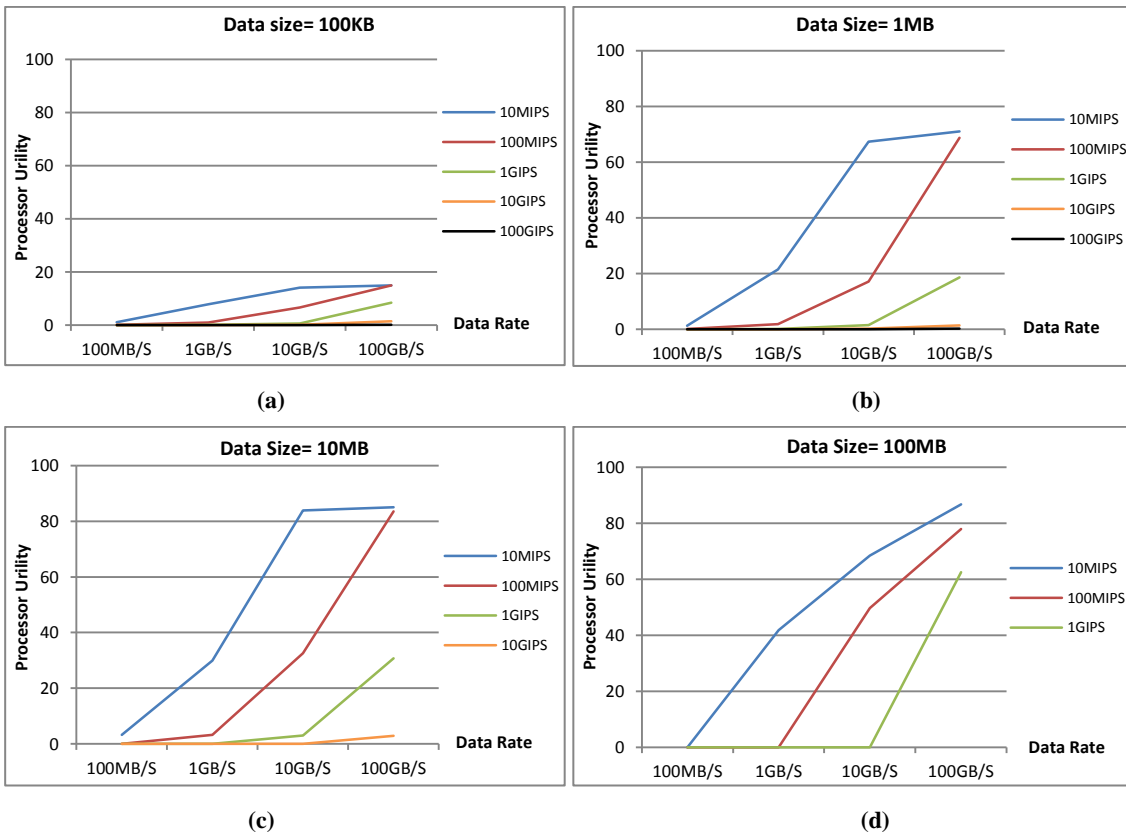 Data size= 100KB
100
80
60
40
20
0
Processor Urility
100MB/S 1GB/S 10GB/S 100GB/S
Data Rate
10MIPS
100MIPS
1GIPS
10GIPS
100GIPS
(a)
Data Size= 1MB
100
80
60
40
20
0
Processor Urility
100MB/S 1GB/S 10GB/S 100GB/S
Data Rate
10MIPS
100MIPS
1GIPS
10GIPS
100GIPS
(b)
Data Size= 10MB
100
80
60
40
20
0
Processor Urility
100MB/S 1GB/S 10GB/S 100GB/S
Data Rate
10MIPS
100MIPS
1GIPS
10GIPS
(c)
Data Size= 100MB
100
80
60
40
20
0
Processor Urility
100MB/S 1GB/S 10GB/S 100GB/S
Data Rate
10MIPS
100MIPS
1GIPS
(d)